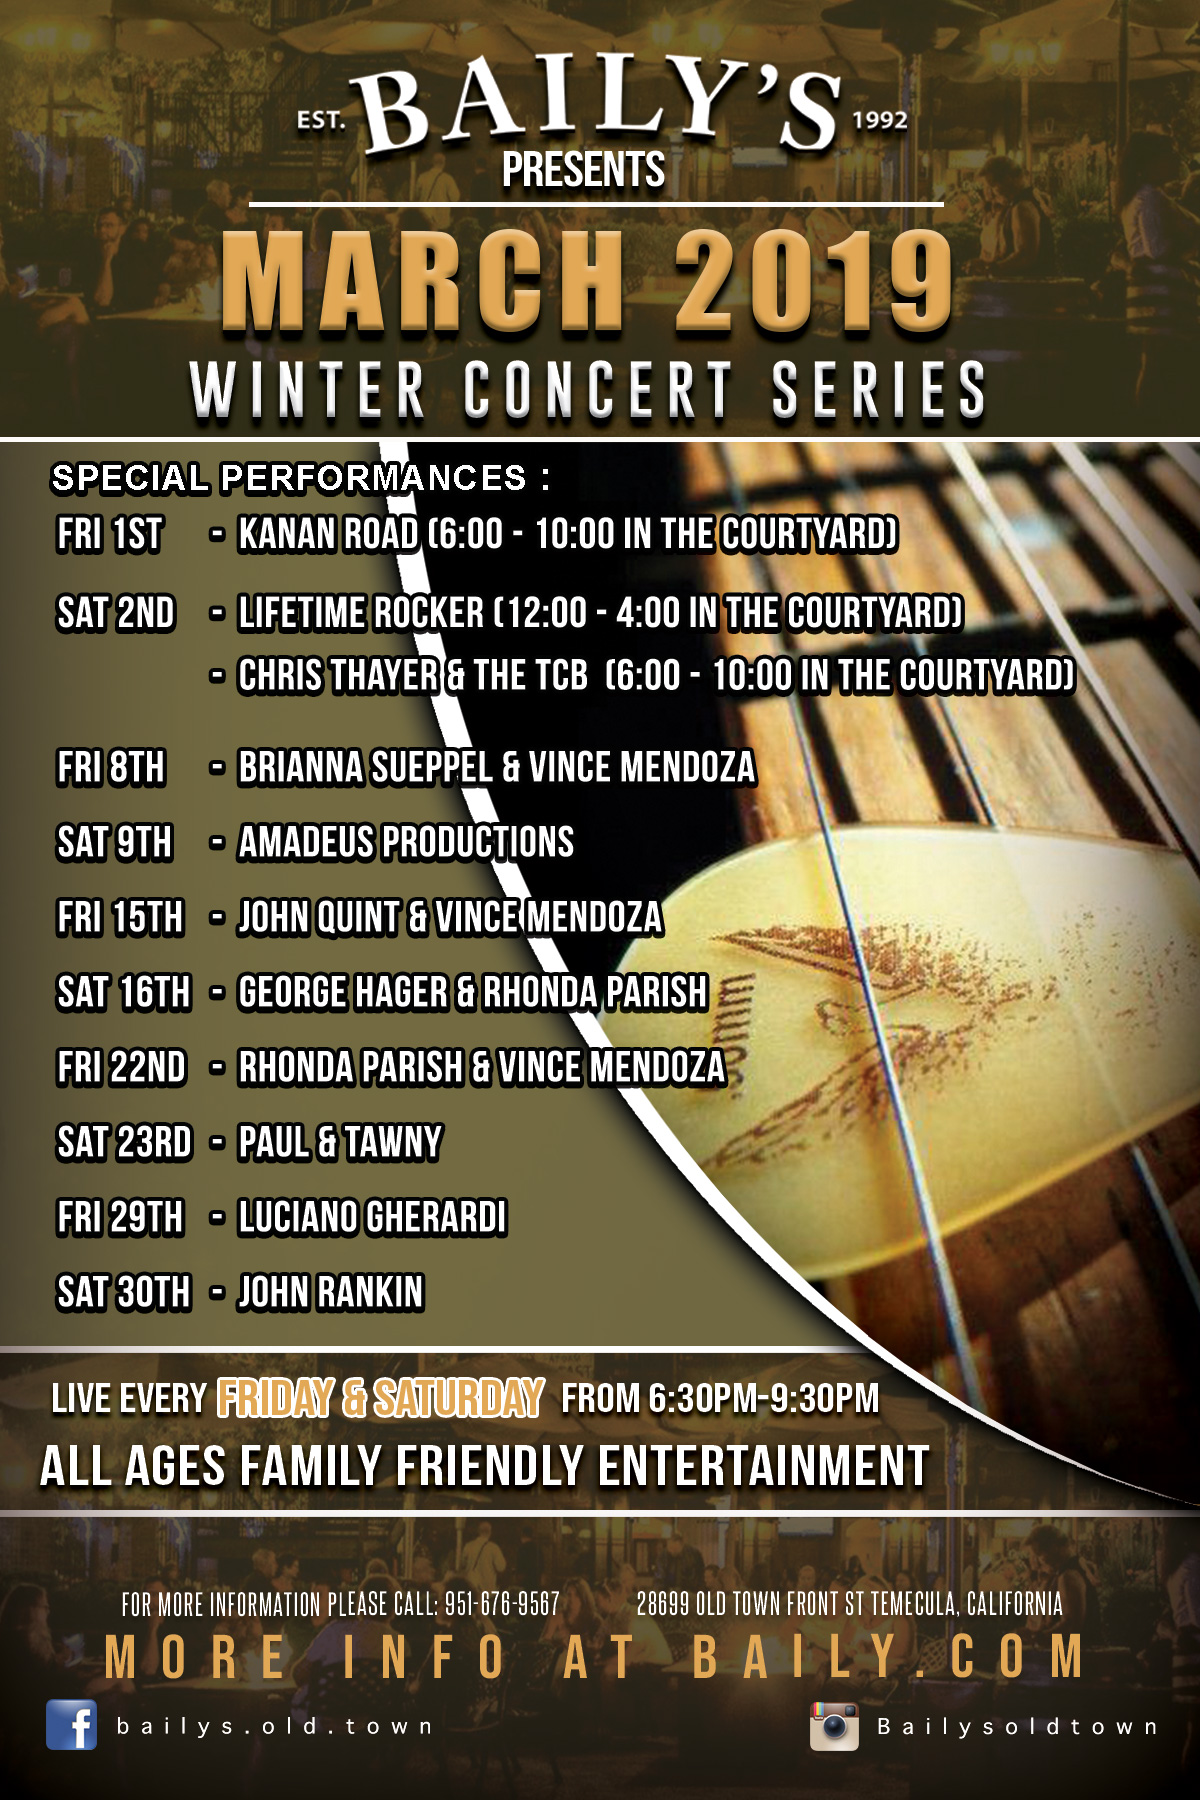 EST. BAILY'S 1992
PRESENTS
MARCH 2019
WINTER CONCERT SERIES
SPECIAL PERFORMANCES :
FRI 1ST - KANAN ROAD (6:00 - 10:00 IN THE COURTYARD)
SAT 2ND - LIFETIME ROCKER (12:00 - 4:00 IN THE COURTYARD)
- CHRIS THAYER & THE TCB (6:00 - 10:00 IN THE COURTYARD)
FRI 8TH - BRIANNA SUEPPEL & VINCE MENDOZA
SAT 9TH - AMADEUS PRODUCTIONS
FRI 15TH - JOHN QUINT & VINCE MENDOZA
SAT 16TH - GEORGE HAGER & RHONDA PARISH
FRI 22ND - RHONDA PARISH & VINCE MENDOZA
SAT 23RD - PAUL & TAWNY
FRI 29TH - LUCIANO GHERARDI
SAT 30TH - JOHN RANKIN
LIVE EVERY FRIDAY & SATURDAY FROM 6:30PM-9:30PM
ALL AGES FAMILY FRIENDLY ENTERTAINMENT
FOR MORE INFORMATION PLEASE CALL: 951-676-9567 28699 OLD TOWN FRONT ST TEMECULA, CALIFORNIA
MORE INFO AT BAILY.COM
bailys.old.town Bailysoldtown